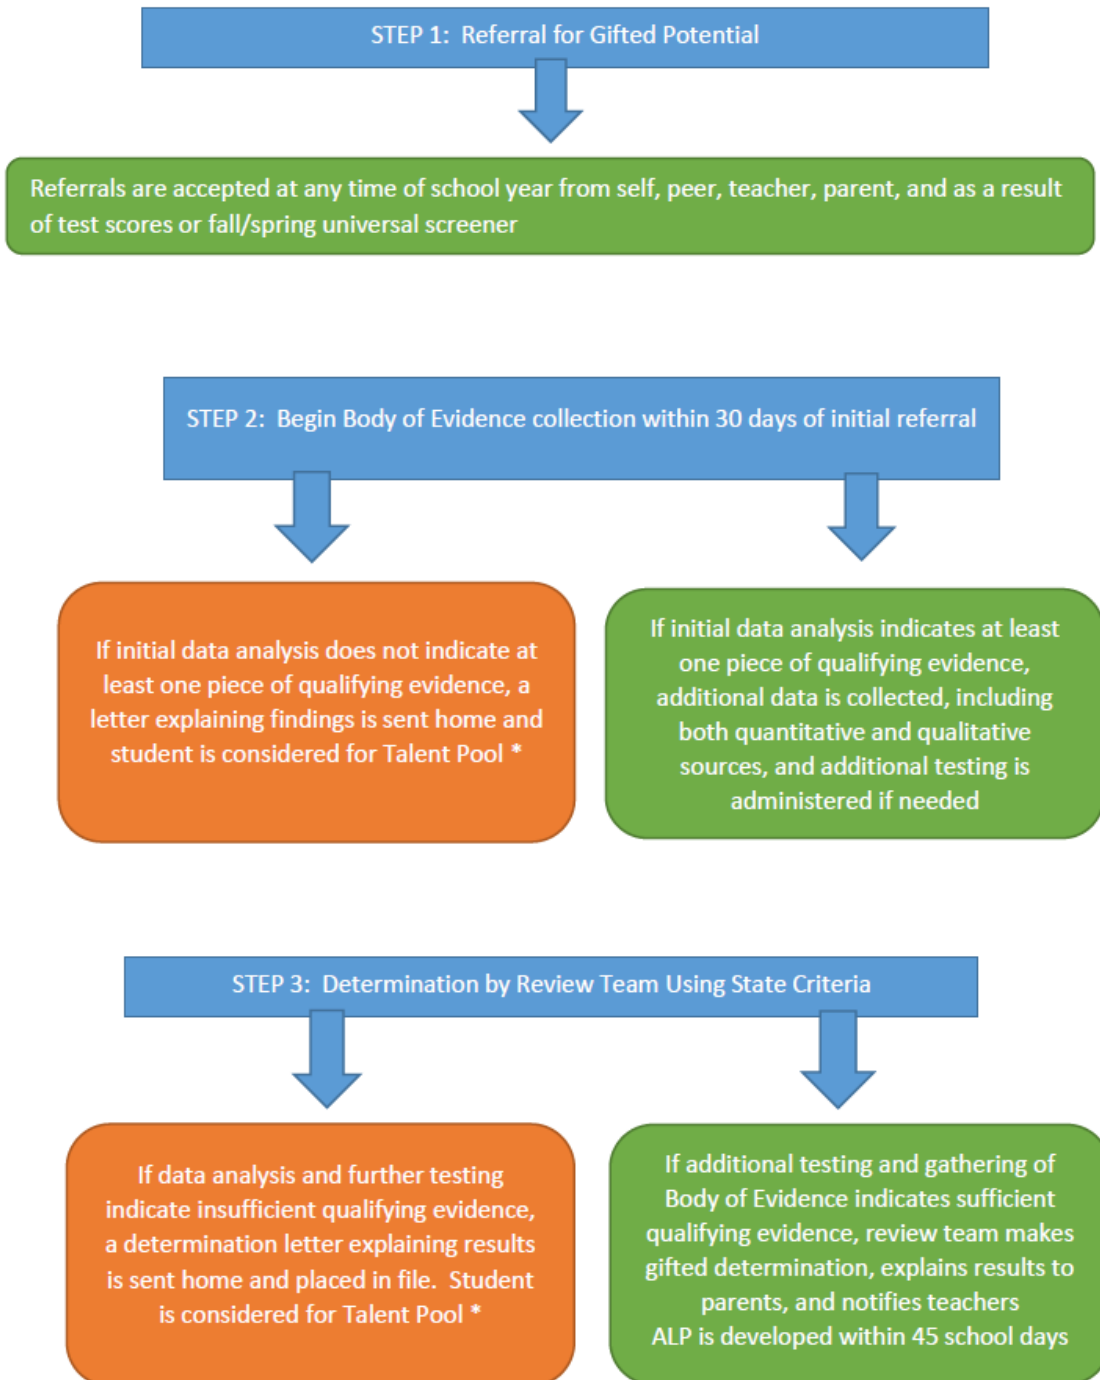 STEP 1:  Referral for Gifted Potential
Referrals are accepted at any time of school year from self, peer, teacher, parent, and as a result
of test scores or fall/spring universal screener
STEP 2:  Begin Body of Evidence collection within 30 days of initial referral
If initial data analysis does not indicate at
least one piece of qualifying evidence, a
letter explaining findings is sent home and
student is considered for Talent Pool *
If initial data analysis indicates at least
one piece of qualifying evidence,
additional data is collected, including
both quantitative and qualitative
sources, and additional testing is
administered if needed
STEP 3:  Determination by Review Team Using State Criteria
If data analysis and further testing
indicate insufficient qualifying evidence,
a determination letter explaining results
is sent home and placed in file.  Student
is considered for Talent Pool *
If additional testing and gathering of
Body of Evidence indicates sufficient
qualifying evidence, review team makes
gifted determination, explains results to
parents, and notifies teachers
ALP is developed within 45 school days